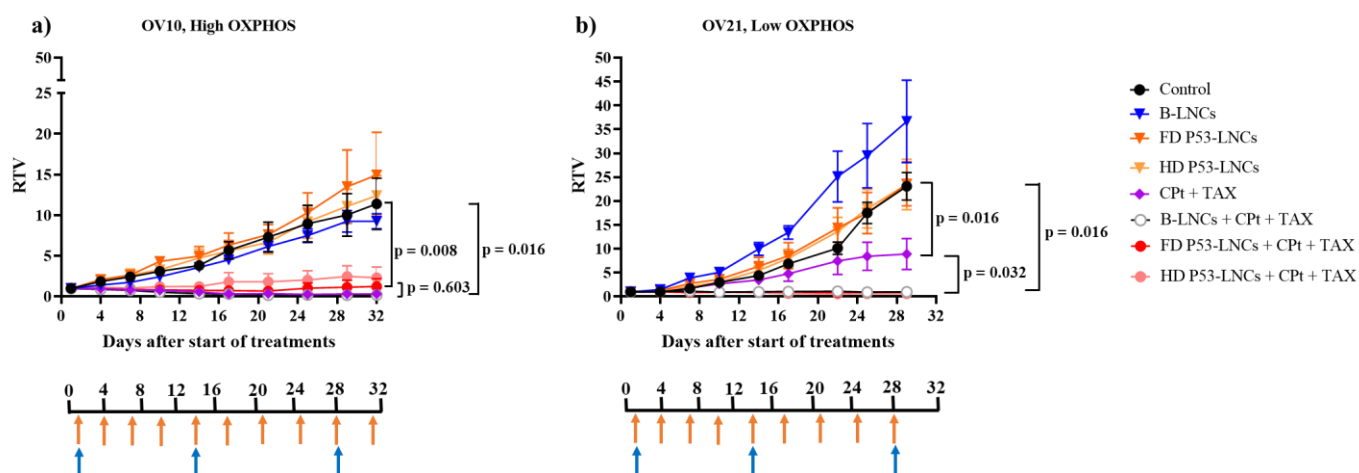 a)
OV10, High OXPHOS
50
25
20
15
10
5
0
RTV
0 4 8 12 16 20 24 28 32
Days after start of treatments
p = 0.008
p = 0.016
p = 0.603
0 4 8 12 16 20 24 28 32
b)
OV21, Low OXPHOS
50
45
40
35
30
25
20
15
10
5
0
RTV
0 4 8 12 16 20 24 28 32
Days after start of treatments
p = 0.016
p = 0.016
p = 0.032
0 4 8 12 16 20 24 28 32
Control
B-LNCs
FD P53-LNCs
HD P53-LNCs
CPt + TAX
B-LNCs + CPt + TAX
FD P53-LNCs + CPt + TAX
HD P53-LNCs + CPt + TAX